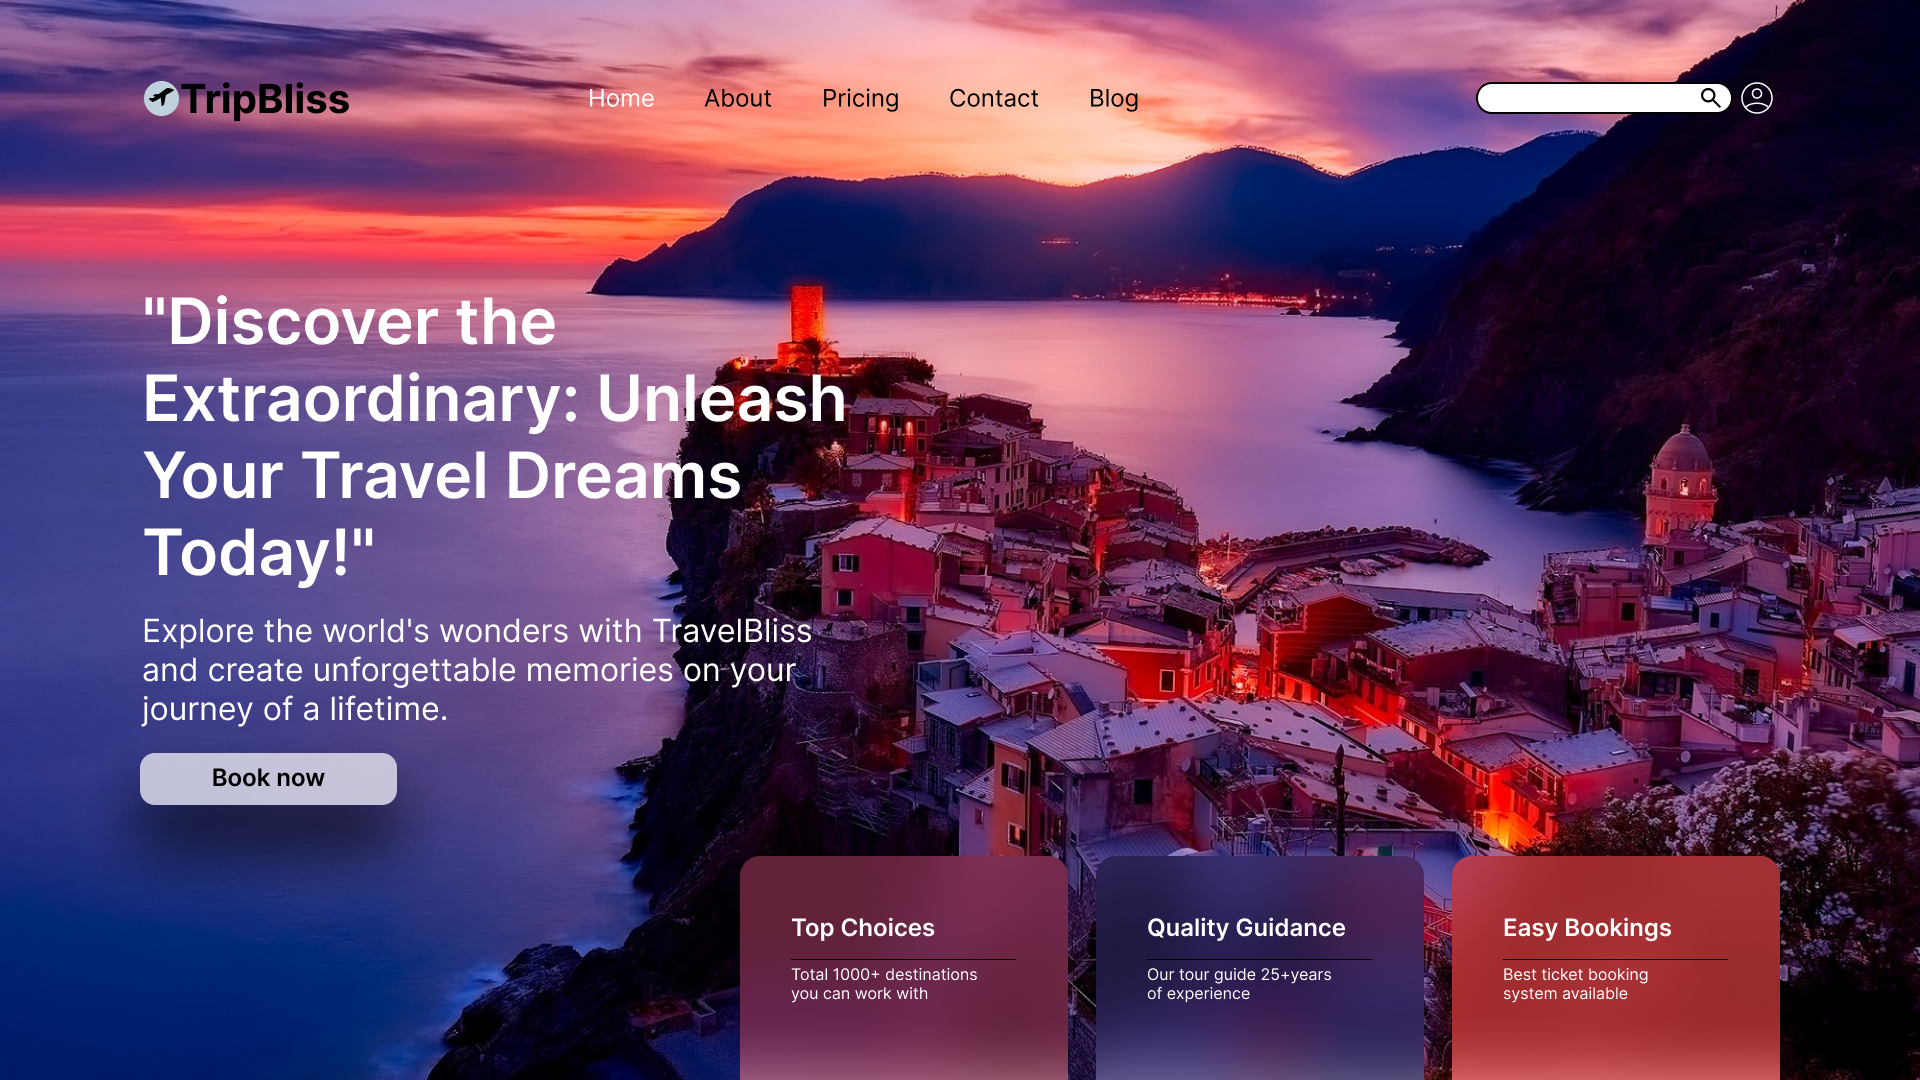 TripBliss
Home
About
Pricing
Contact
Blog
"Discover the
Extraordinary: Unleash
Your Travel Dreams
Today!"
Explore the world's wonders with TravelBliss
and create unforgettable memories on your
journey of a lifetime.
Book now
Top Choices
Total 1000+ destinations
you can work with
Quality Guidance
Our tour guide 25+years
of experience
Easy Bookings
Best ticket booking
system available